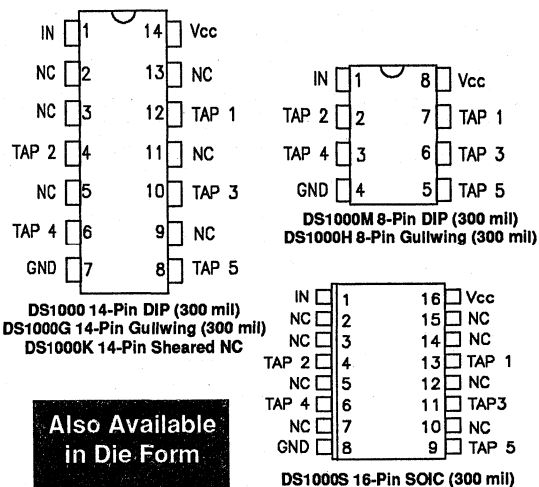 IN 1 14 Vcc
NC 2 13 NC
NC 3 12 TAP 1
TAP 2 4 11 NC
NC 5 10 TAP 3
TAP 4 6 9 NC
GND 7 8 TAP 5
DS1000 14-Pin DIP (300 mil)
DS1000G 14-Pin Gullwing (300 mil)
DS1000K 14-Pin Sheared NC
IN 1 8 Vcc
TAP 2 2 7 TAP 1
TAP 4 3 6 TAP 3
GND 4 5 TAP 5
DS1000M 8-Pin DIP (300 mil)
DS1000H 8-Pin Gullwing (300 mil)
IN 1 16 Vcc
NC 2 15 NC
NC 3 14 NC
TAP 2 4 13 TAP 1
NC 5 12 NC
TAP 4 6 11 TAP3
NC 7 10 NC
GND 8 9 TAP 5
DS1000S 16-Pin SOIC (300 mil)
Also Available
in Die Form